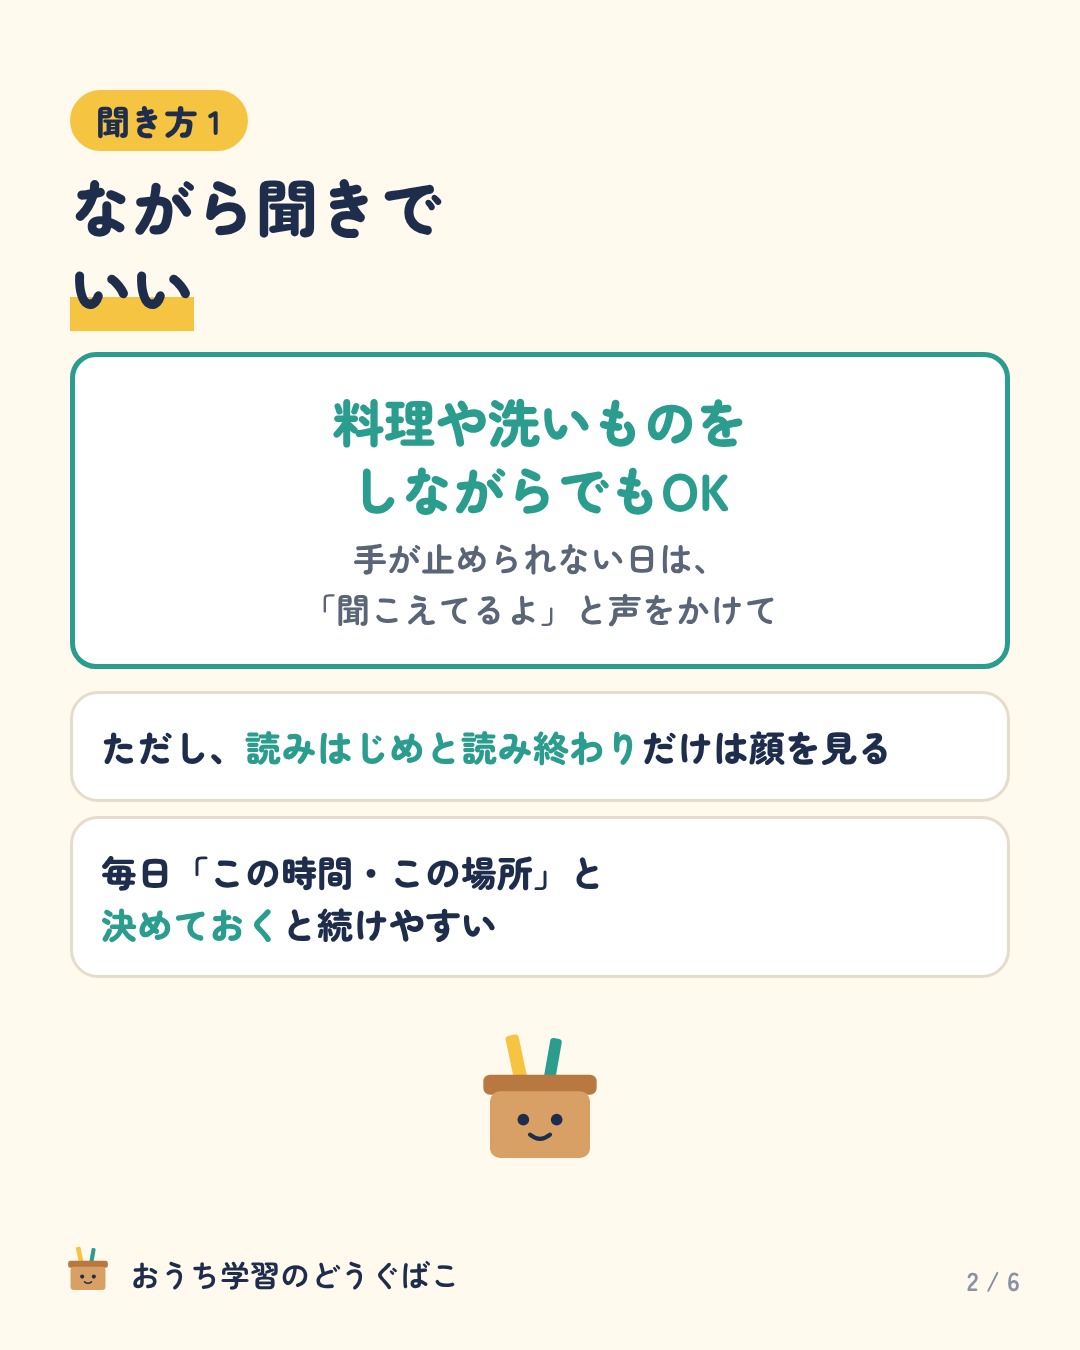 聞き方 1
ながら聞きで
いい
料理や洗いものを
しながらでもOK
手が止められない日は、
「聞こえてるよ」と声をかけて
ただし、読みはじめと読み終わりだけは顔を見る
毎日「この時間・この場所」と
決めておくと続けやすい
おうち学習のどうぐばこ
2 / 6